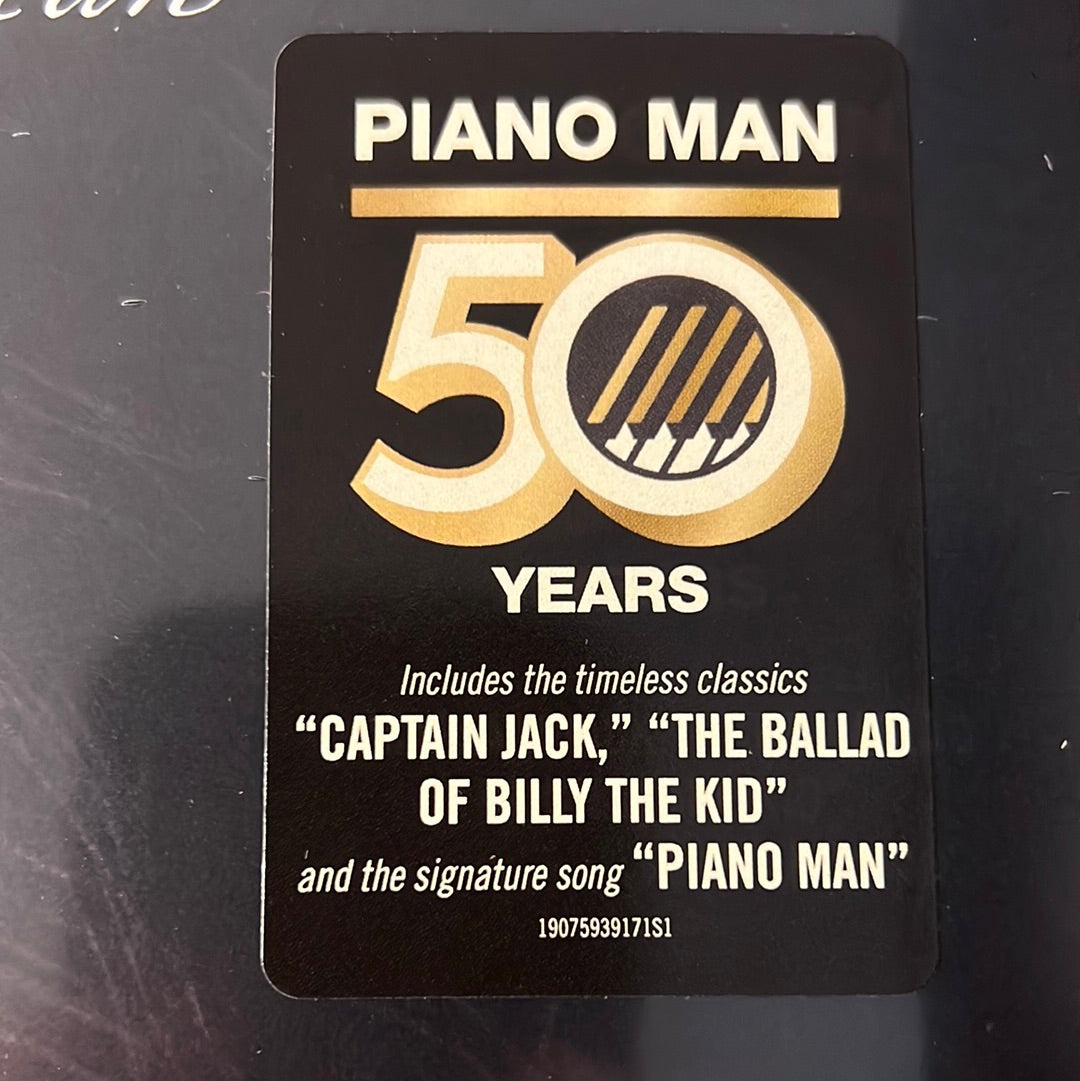 PIANO MAN
50
YEARS
Includes the timeless classics
“CAPTAIN JACK,” “THE BALLAD
OF BILLY THE KID”
and the signature song “PIANO MAN”
19075939171S1